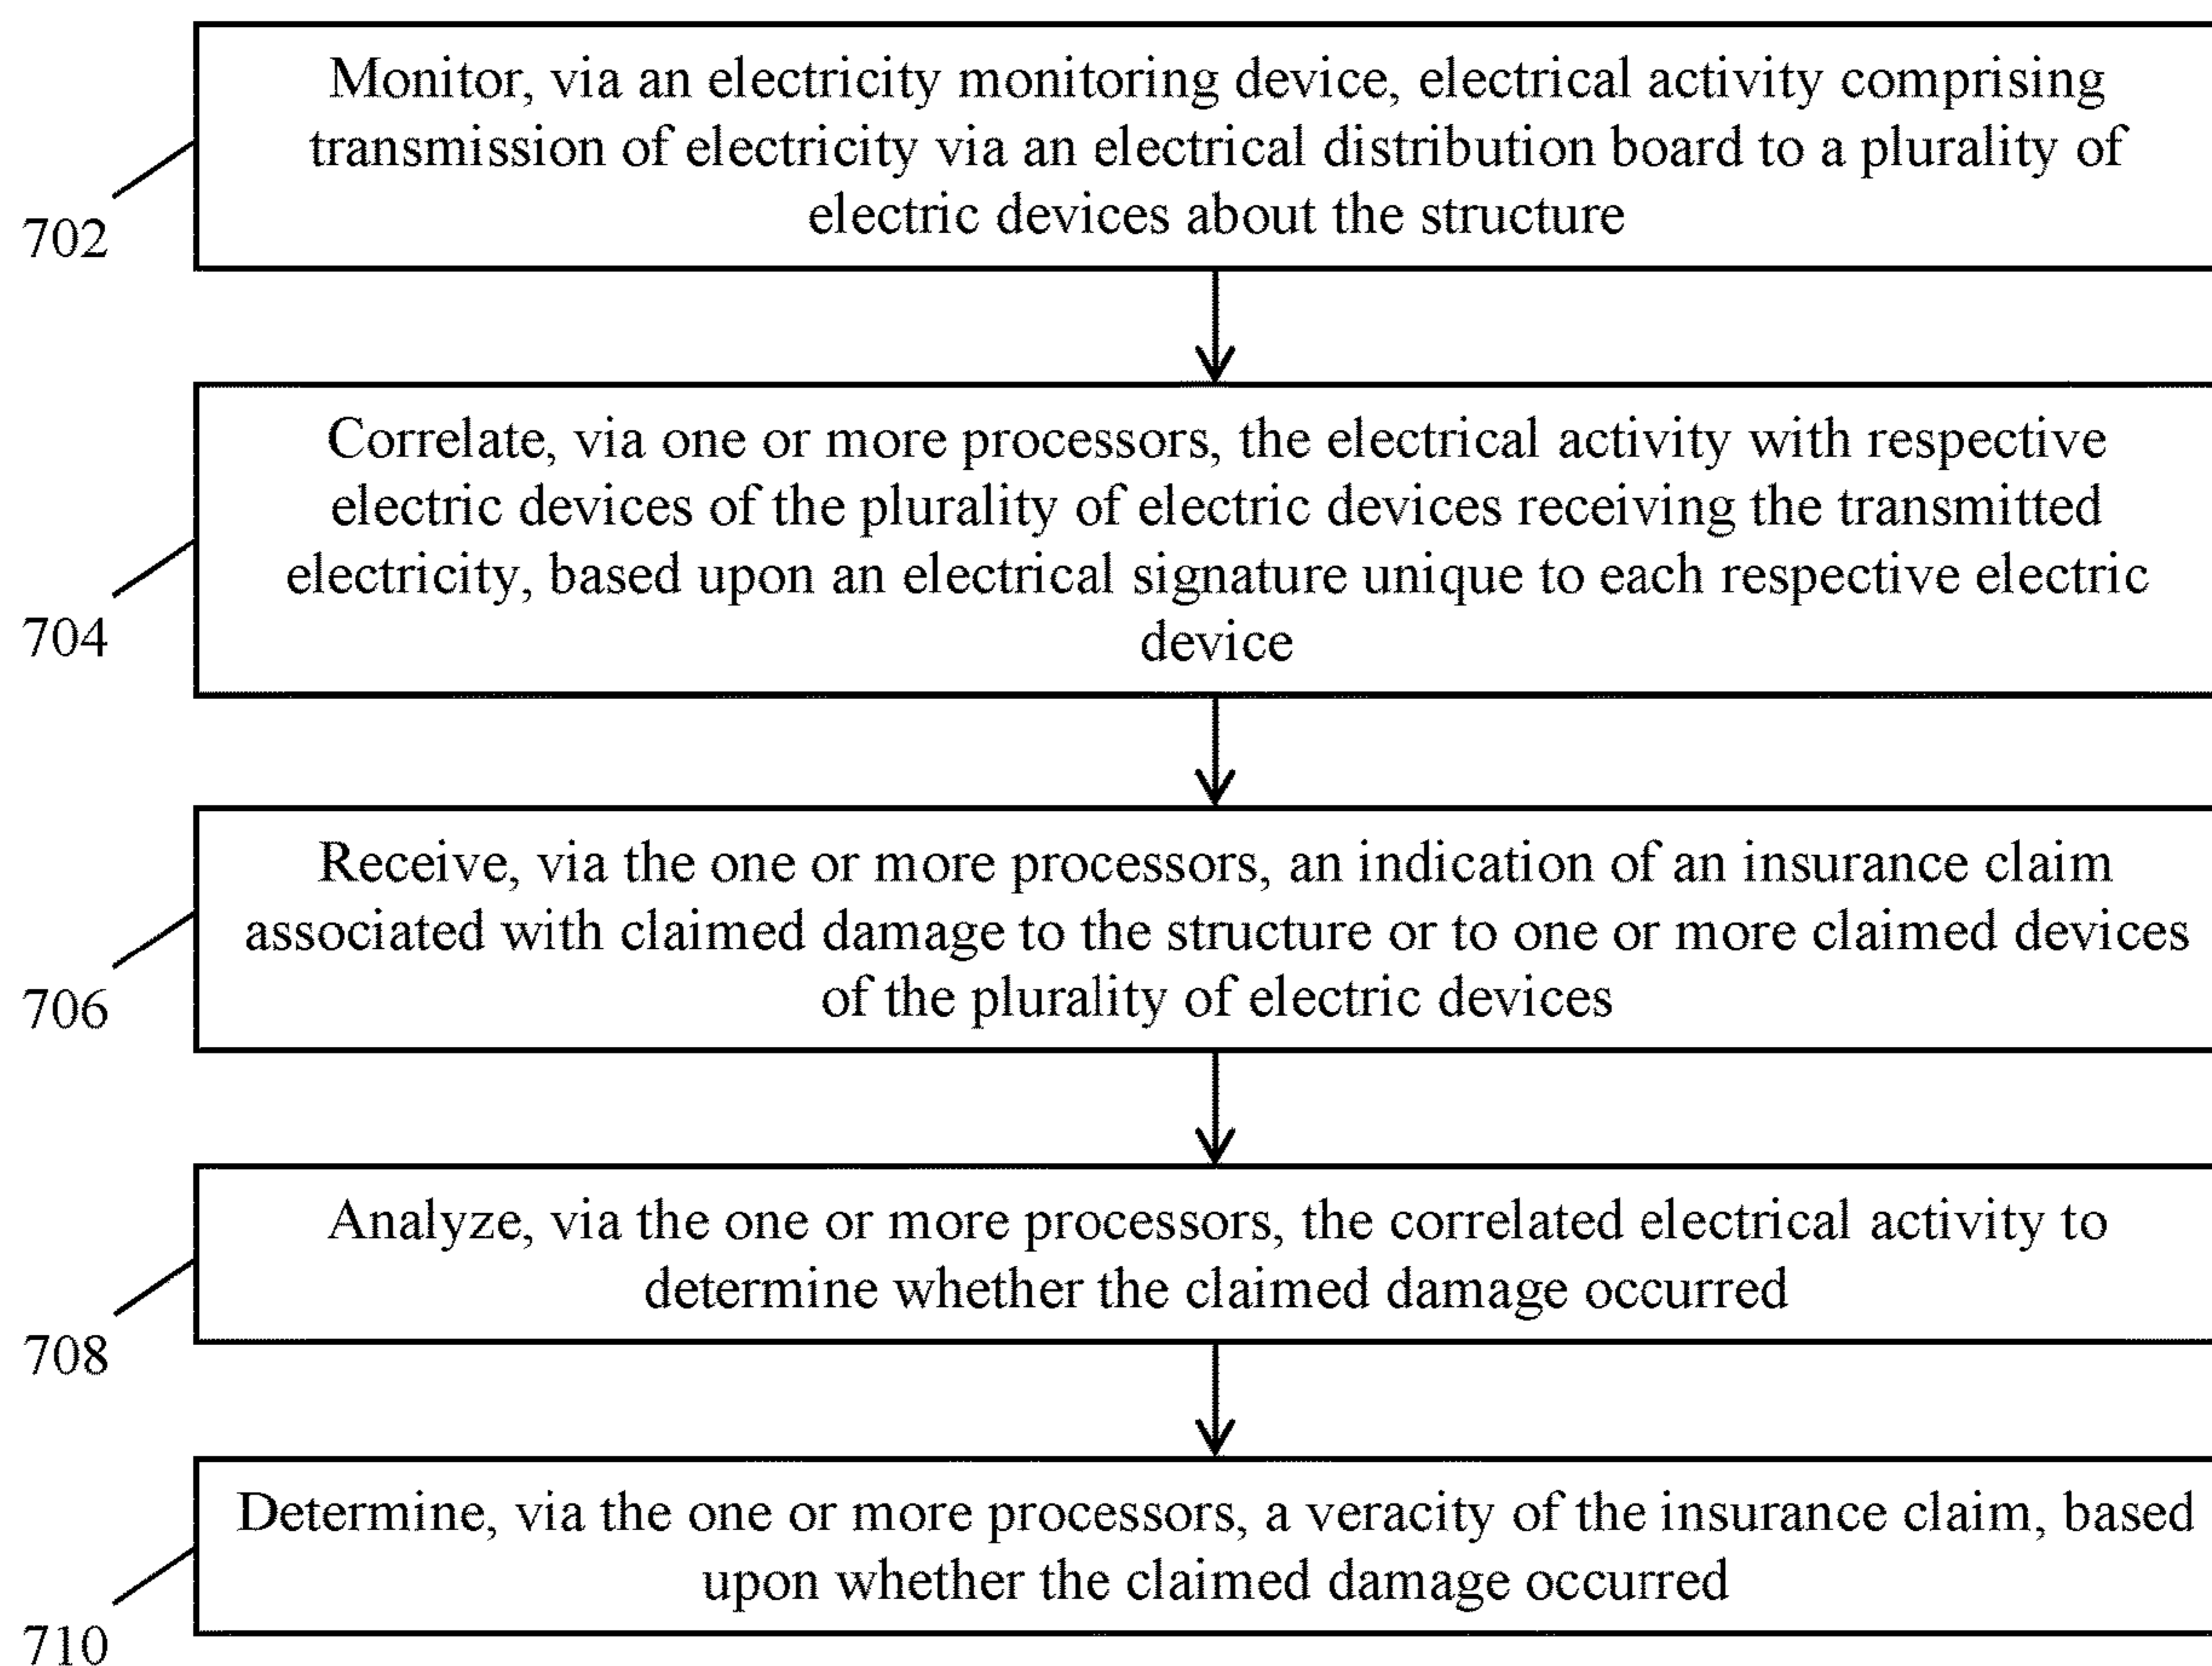 Monitor, via an electricity monitoring device, electrical activity comprising
transmission of electricity via an electrical distribution board to a plurality of
electric devices about the structure
702
Correlate, via one or more processors, the electrical activity with respective
electric devices of the plurality of electric devices receiving the transmitted
electricity, based upon an electrical signature unique to each respective electric
device
704
Receive, via the one or more processors, an indication of an insurance claim
associated with claimed damage to the structure or to one or more claimed devices
of the plurality of electric devices
706
Analyze, via the one or more processors, the correlated electrical activity to
determine whether the claimed damage occurred
708
Determine, via the one or more processors, a veracity of the insurance claim, based
upon whether the claimed damage occurred
710